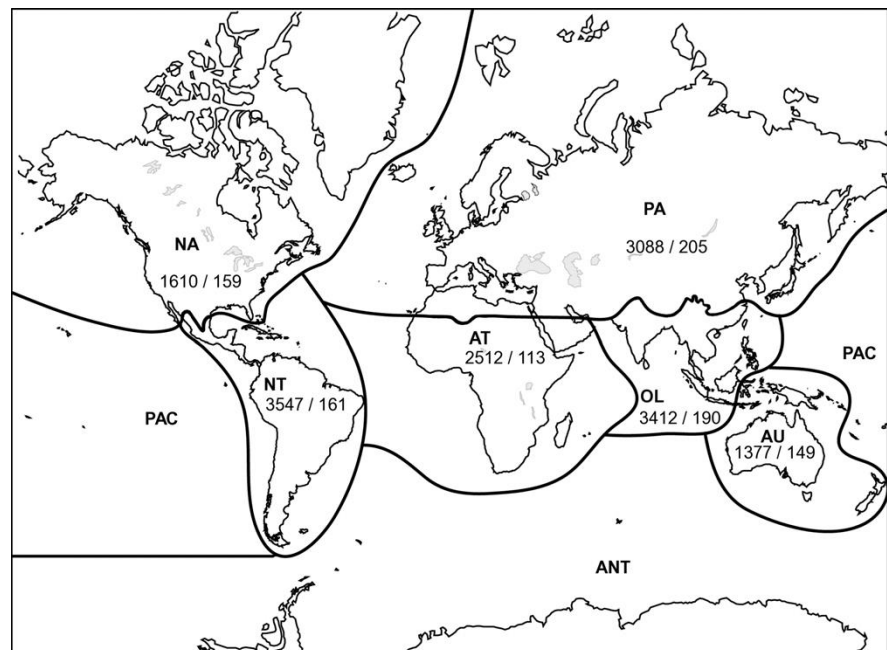 PA
3088 / 205
NA
1610 / 159
AT
2512 / 113
PAC
NT
3547 / 161
OL
3412 / 190
PAC
AU
1377 / 149
ANT